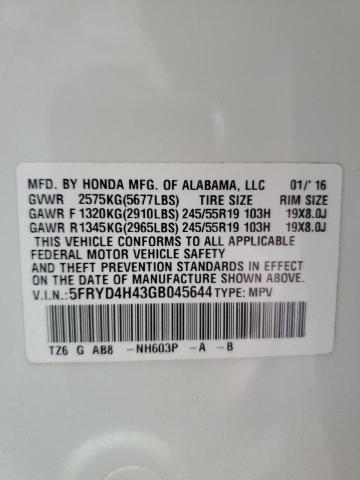 MFD. BY HONDA MFG. OF ALABAMA, LLC 01/'16
GVWR 2575KG(5677LBS) TIRE SIZE RIM SIZE
GAWR F 1320KG(2910LBS) 245/55R19 103H 19X8.0J
GAWR R1345KG(2965LBS) 245/55R19 103H 19X8.0J
THIS VEHICLE CONFORMS TO ALL APPLICABLE
FEDERAL MOTOR VEHICLE SAFETY
AND THEFT PREVENTION STANDARDS IN EFFECT
ON THE DATE OF MANUFACTURE SHOWN ABOVE.
V.I.N.:5FRYD4H43GB045644 TYPE: MPV
TZ6 G AB8 -NH603P -A -B